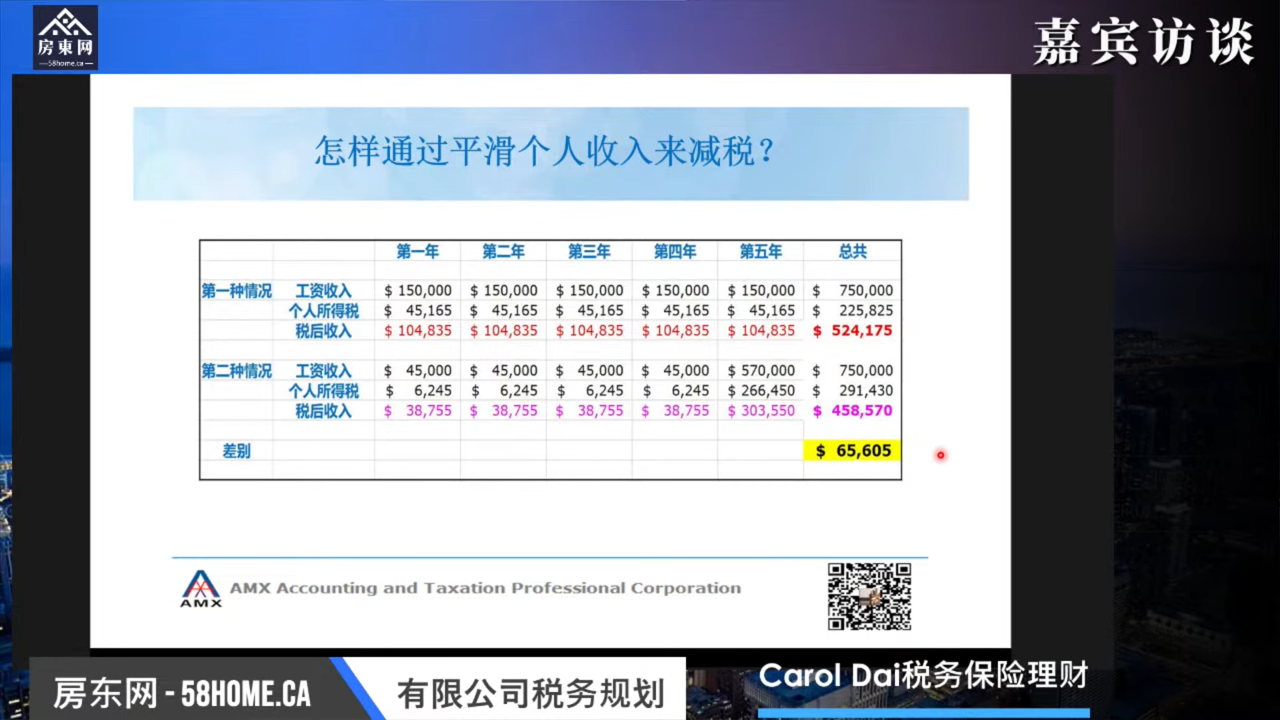 房東网
58home.ca
嘉宾访谈
怎样通过平滑个人收入来减税？
第一年 第二年 第三年 第四年 第五年 总共
第一种情况 工资收入 $ 150,000 $ 150,000 $ 150,000 $ 150,000 $ 150,000 $ 750,000
个人所得税 $ 45,165 $ 45,165 $ 45,165 $ 45,165 $ 45,165 $ 225,825
税后收入 $ 104,835 $ 104,835 $ 104,835 $ 104,835 $ 104,835 $ 524,175
第二种情况 工资收入 $ 45,000 $ 45,000 $ 45,000 $ 45,000 $ 570,000 $ 750,000
个人所得税 $ 6,245 $ 6,245 $ 6,245 $ 6,245 $ 266,450 $ 291,430
税后收入 $ 38,755 $ 38,755 $ 38,755 $ 38,755 $ 303,550 $ 458,570
差别 $ 65,605
AMX AMX Accounting and Taxation Professional Corporation
房东网 - 58HOME.CA
有限公司税务规划
Carol Dai税务保险理财